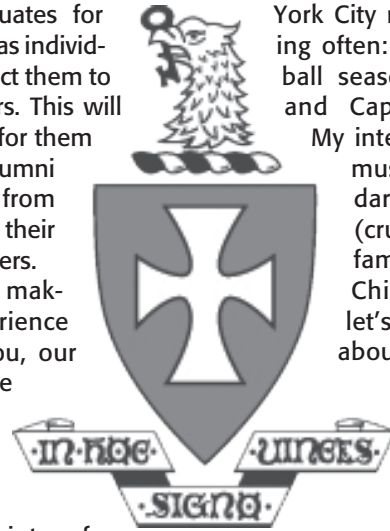 uates for
as individ-
ct them to
rs. This will
for them
umni
from
their
ers.
mak-
rience
ou, our
e
York City
ing often:
ball seas
and Cap
My inte
mus
dar
(cru
fam
Chi
let's
abou
·IN·HOC·
·SIGNO·
·VINCES·